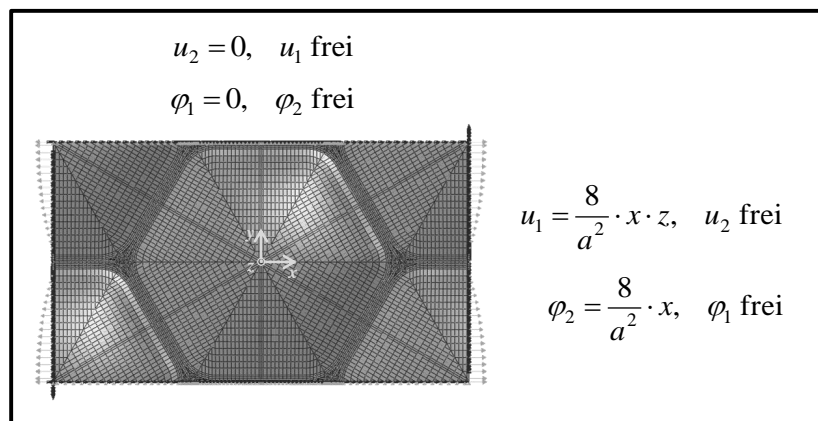 u₂ = 0, u₁ frei
φ₁ = 0, φ₂ frei
y
z x
u₁ = 8/a² · x · z, u₂ frei
φ₂ = 8/a² · x, φ₁ frei